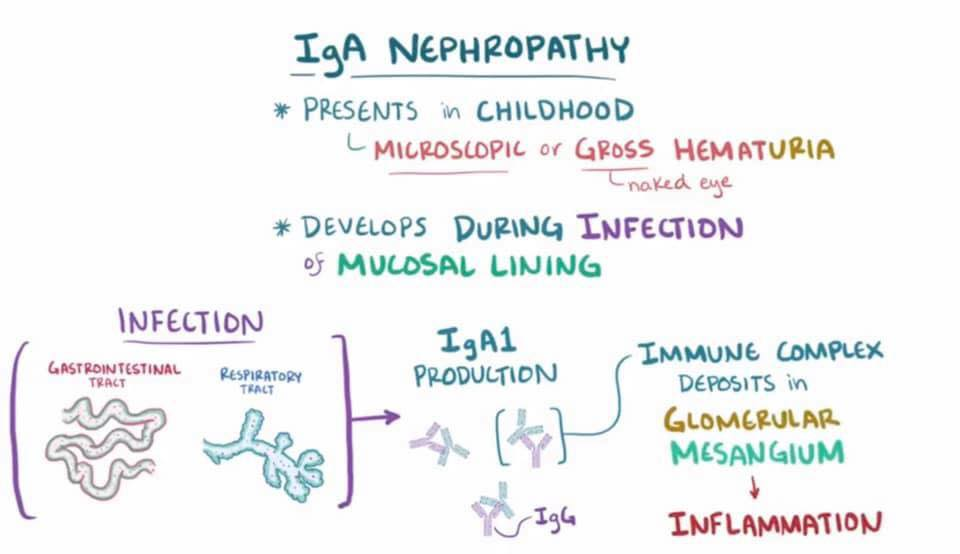 IgA NEPHROPATHY
* PRESENTS in CHILDHOOD
MICROSCOPIC or GROSS HEMATURIA
naked eye
* DEVELOPS DURING INFECTION
of MUCOSAL LINING
INFECTION
GASTROINTESTINAL
TRACT
RESPIRATORY
TRACT
IgA1
PRODUCTION
IgG
IMMUNE COMPLEX
DEPOSITS in
GLOMERULAR
MESANGIUM
INFLAMMATION